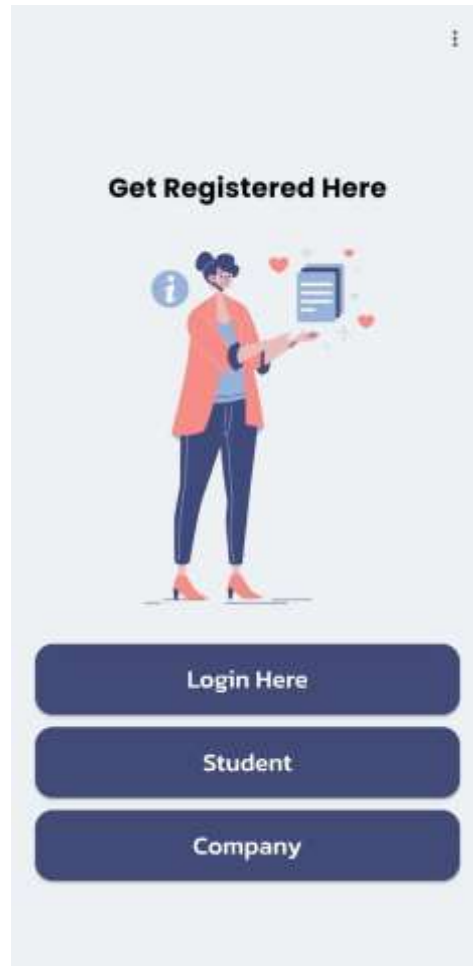 Get Registered Here
i
Login Here
Student
Company